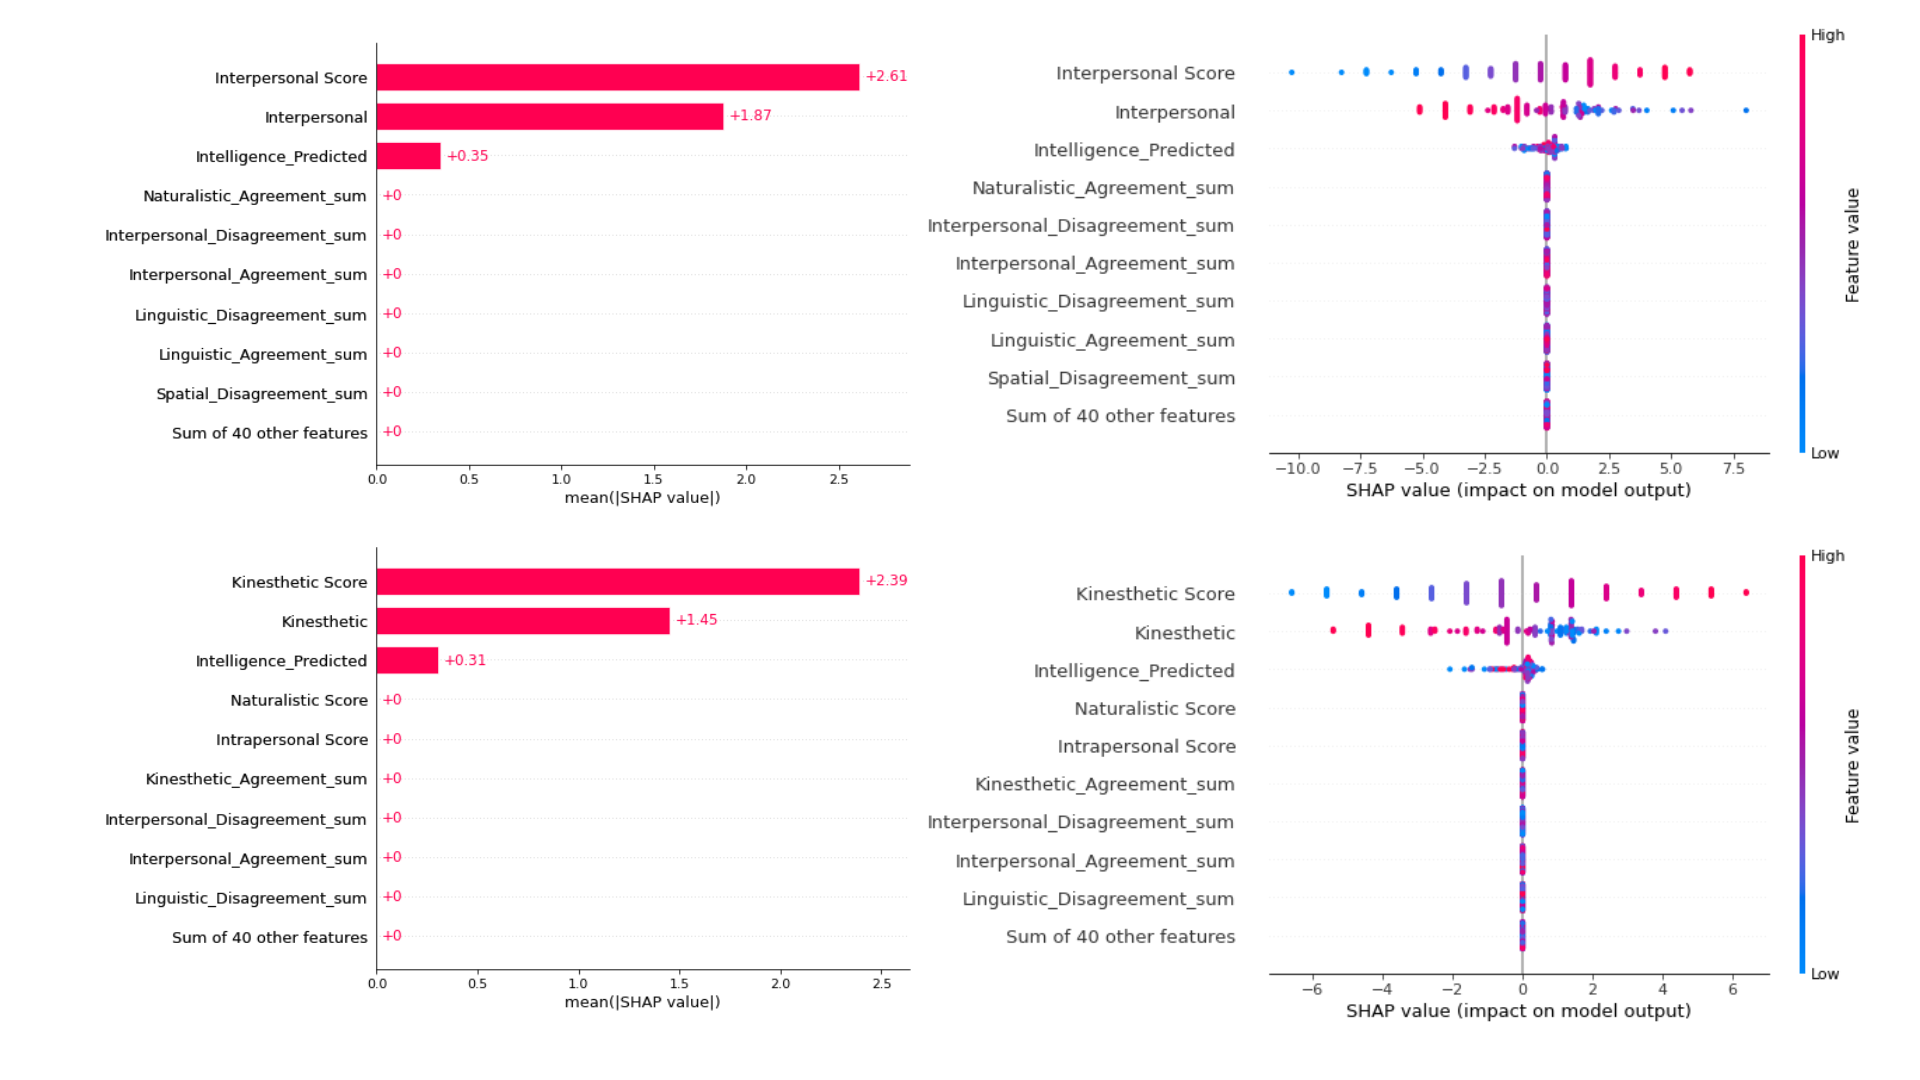 Interpersonal Score
+2.61
Interpersonal
+1.87
Intelligence_Predicted
+0.35
Naturalistic_Agreement_sum
+0
Interpersonal_Disagreement_sum
+0
Interpersonal_Agreement_sum
+0
Linguistic_Disagreement_sum
+0
Linguistic_Agreement_sum
+0
Spatial_Disagreement_sum
+0
Sum of 40 other features
+0
0.0 0.5 1.0 1.5 2.0 2.5
mean(|SHAP value|)
High
Interpersonal Score
Interpersonal
Intelligence_Predicted
Naturalistic_Agreement_sum
Interpersonal_Disagreement_sum
Interpersonal_Agreement_sum
Linguistic_Disagreement_sum
Linguistic_Agreement_sum
Spatial_Disagreement_sum
Sum of 40 other features
Feature value
Low
−10.0 −7.5 −5.0 −2.5 0.0 2.5 5.0 7.5
SHAP value (impact on model output)
Kinesthetic Score
+2.39
Kinesthetic
+1.45
Intelligence_Predicted
+0.31
Naturalistic Score
+0
Intrapersonal Score
+0
Kinesthetic_Agreement_sum
+0
Interpersonal_Disagreement_sum
+0
Interpersonal_Agreement_sum
+0
Linguistic_Disagreement_sum
+0
Sum of 40 other features
+0
0.0 0.5 1.0 1.5 2.0 2.5
mean(|SHAP value|)
High
Kinesthetic Score
Kinesthetic
Intelligence_Predicted
Naturalistic Score
Intrapersonal Score
Kinesthetic_Agreement_sum
Interpersonal_Disagreement_sum
Interpersonal_Agreement_sum
Linguistic_Disagreement_sum
Sum of 40 other features
Feature value
Low
−6 −4 −2 0 2 4 6
SHAP value (impact on model output)